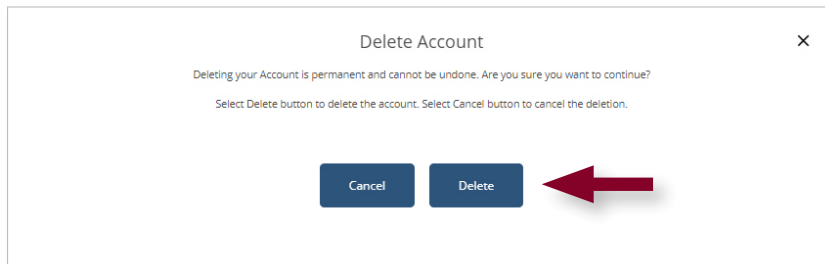 Delete Account
Deleting your Account is permanent and cannot be undone. Are you sure you want to continue?
Select Delete button to delete the account. Select Cancel button to cancel the deletion.
Cancel Delete